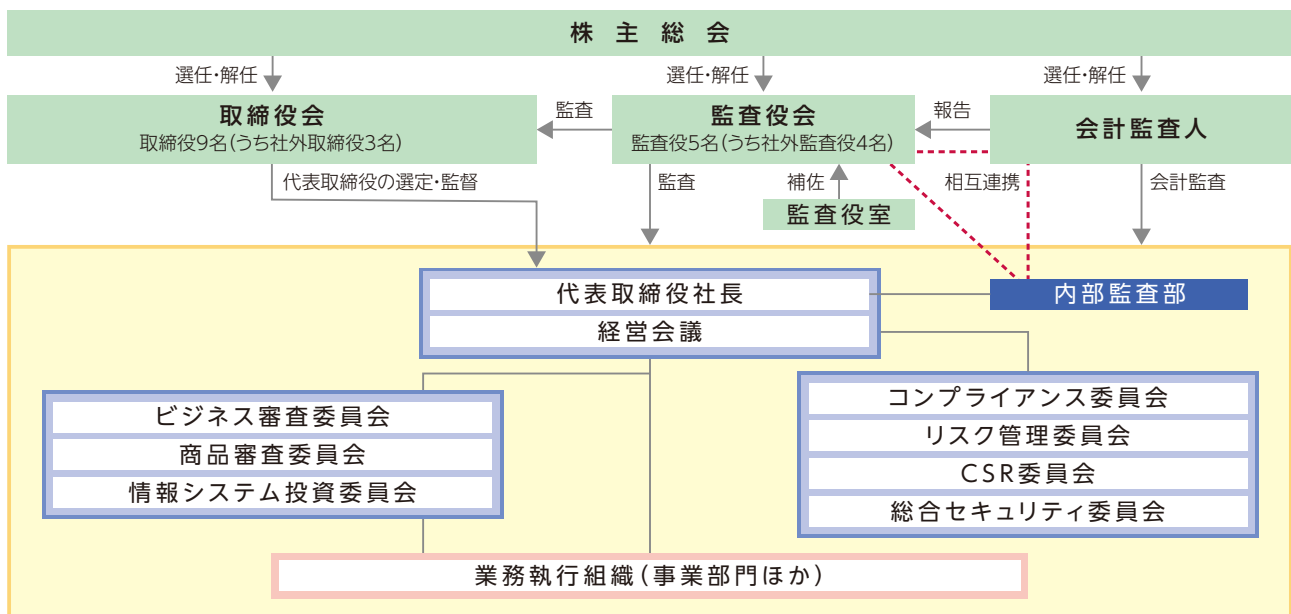 株主総会
選任・解任
選任・解任
選任・解任
取締役会
取締役9名(うち社外取締役3名)
監査
監査役会
監査役5名(うち社外監査役4名)
報告
会計監査人
代表取締役の選定・監督
監査
補佐
相互連携
会計監査
監査役室
代表取締役社長
内部監査部
経営会議
ビジネス審査委員会
商品審査委員会
情報システム投資委員会
コンプライアンス委員会
リスク管理委員会
CSR委員会
総合セキュリティ委員会
業務執行組織(事業部門ほか)